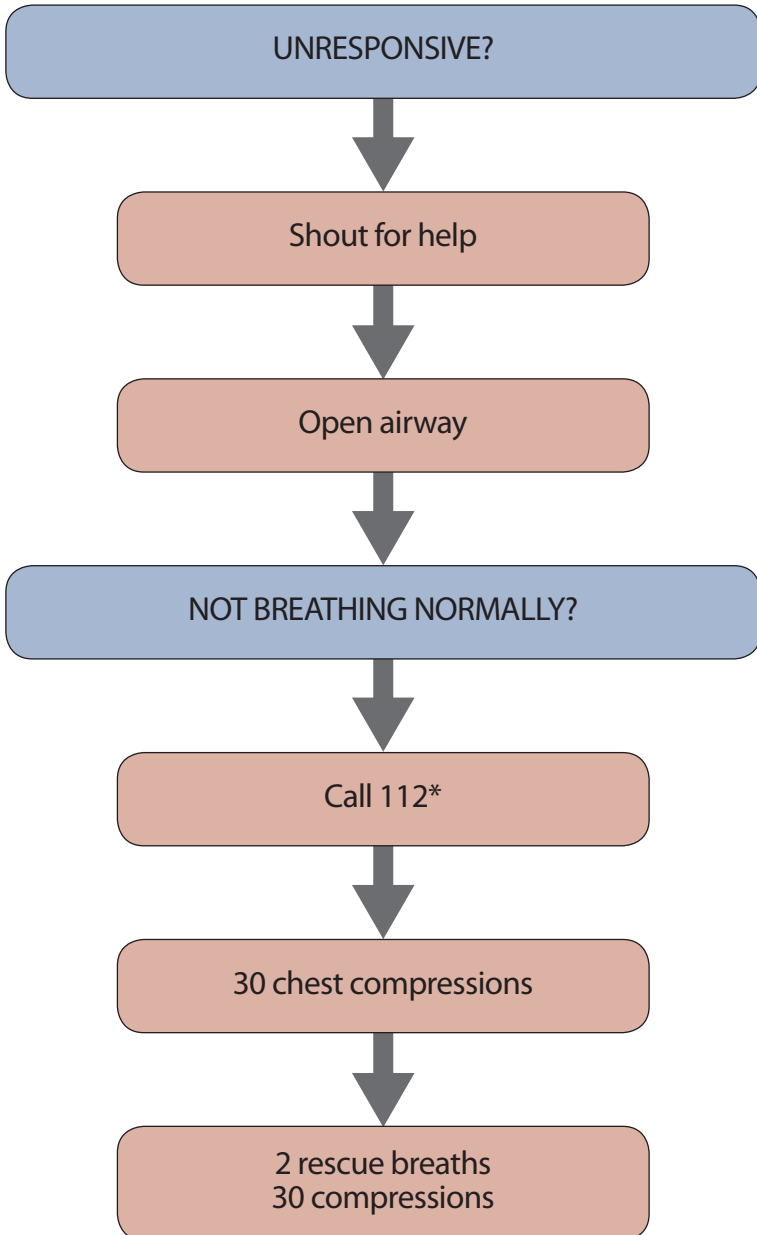 UNRESPONSIVE?
Shout for help
Open airway
NOT BREATHING NORMALLY?
Call 112*
30 chest compressions
2 rescue breaths
30 compressions